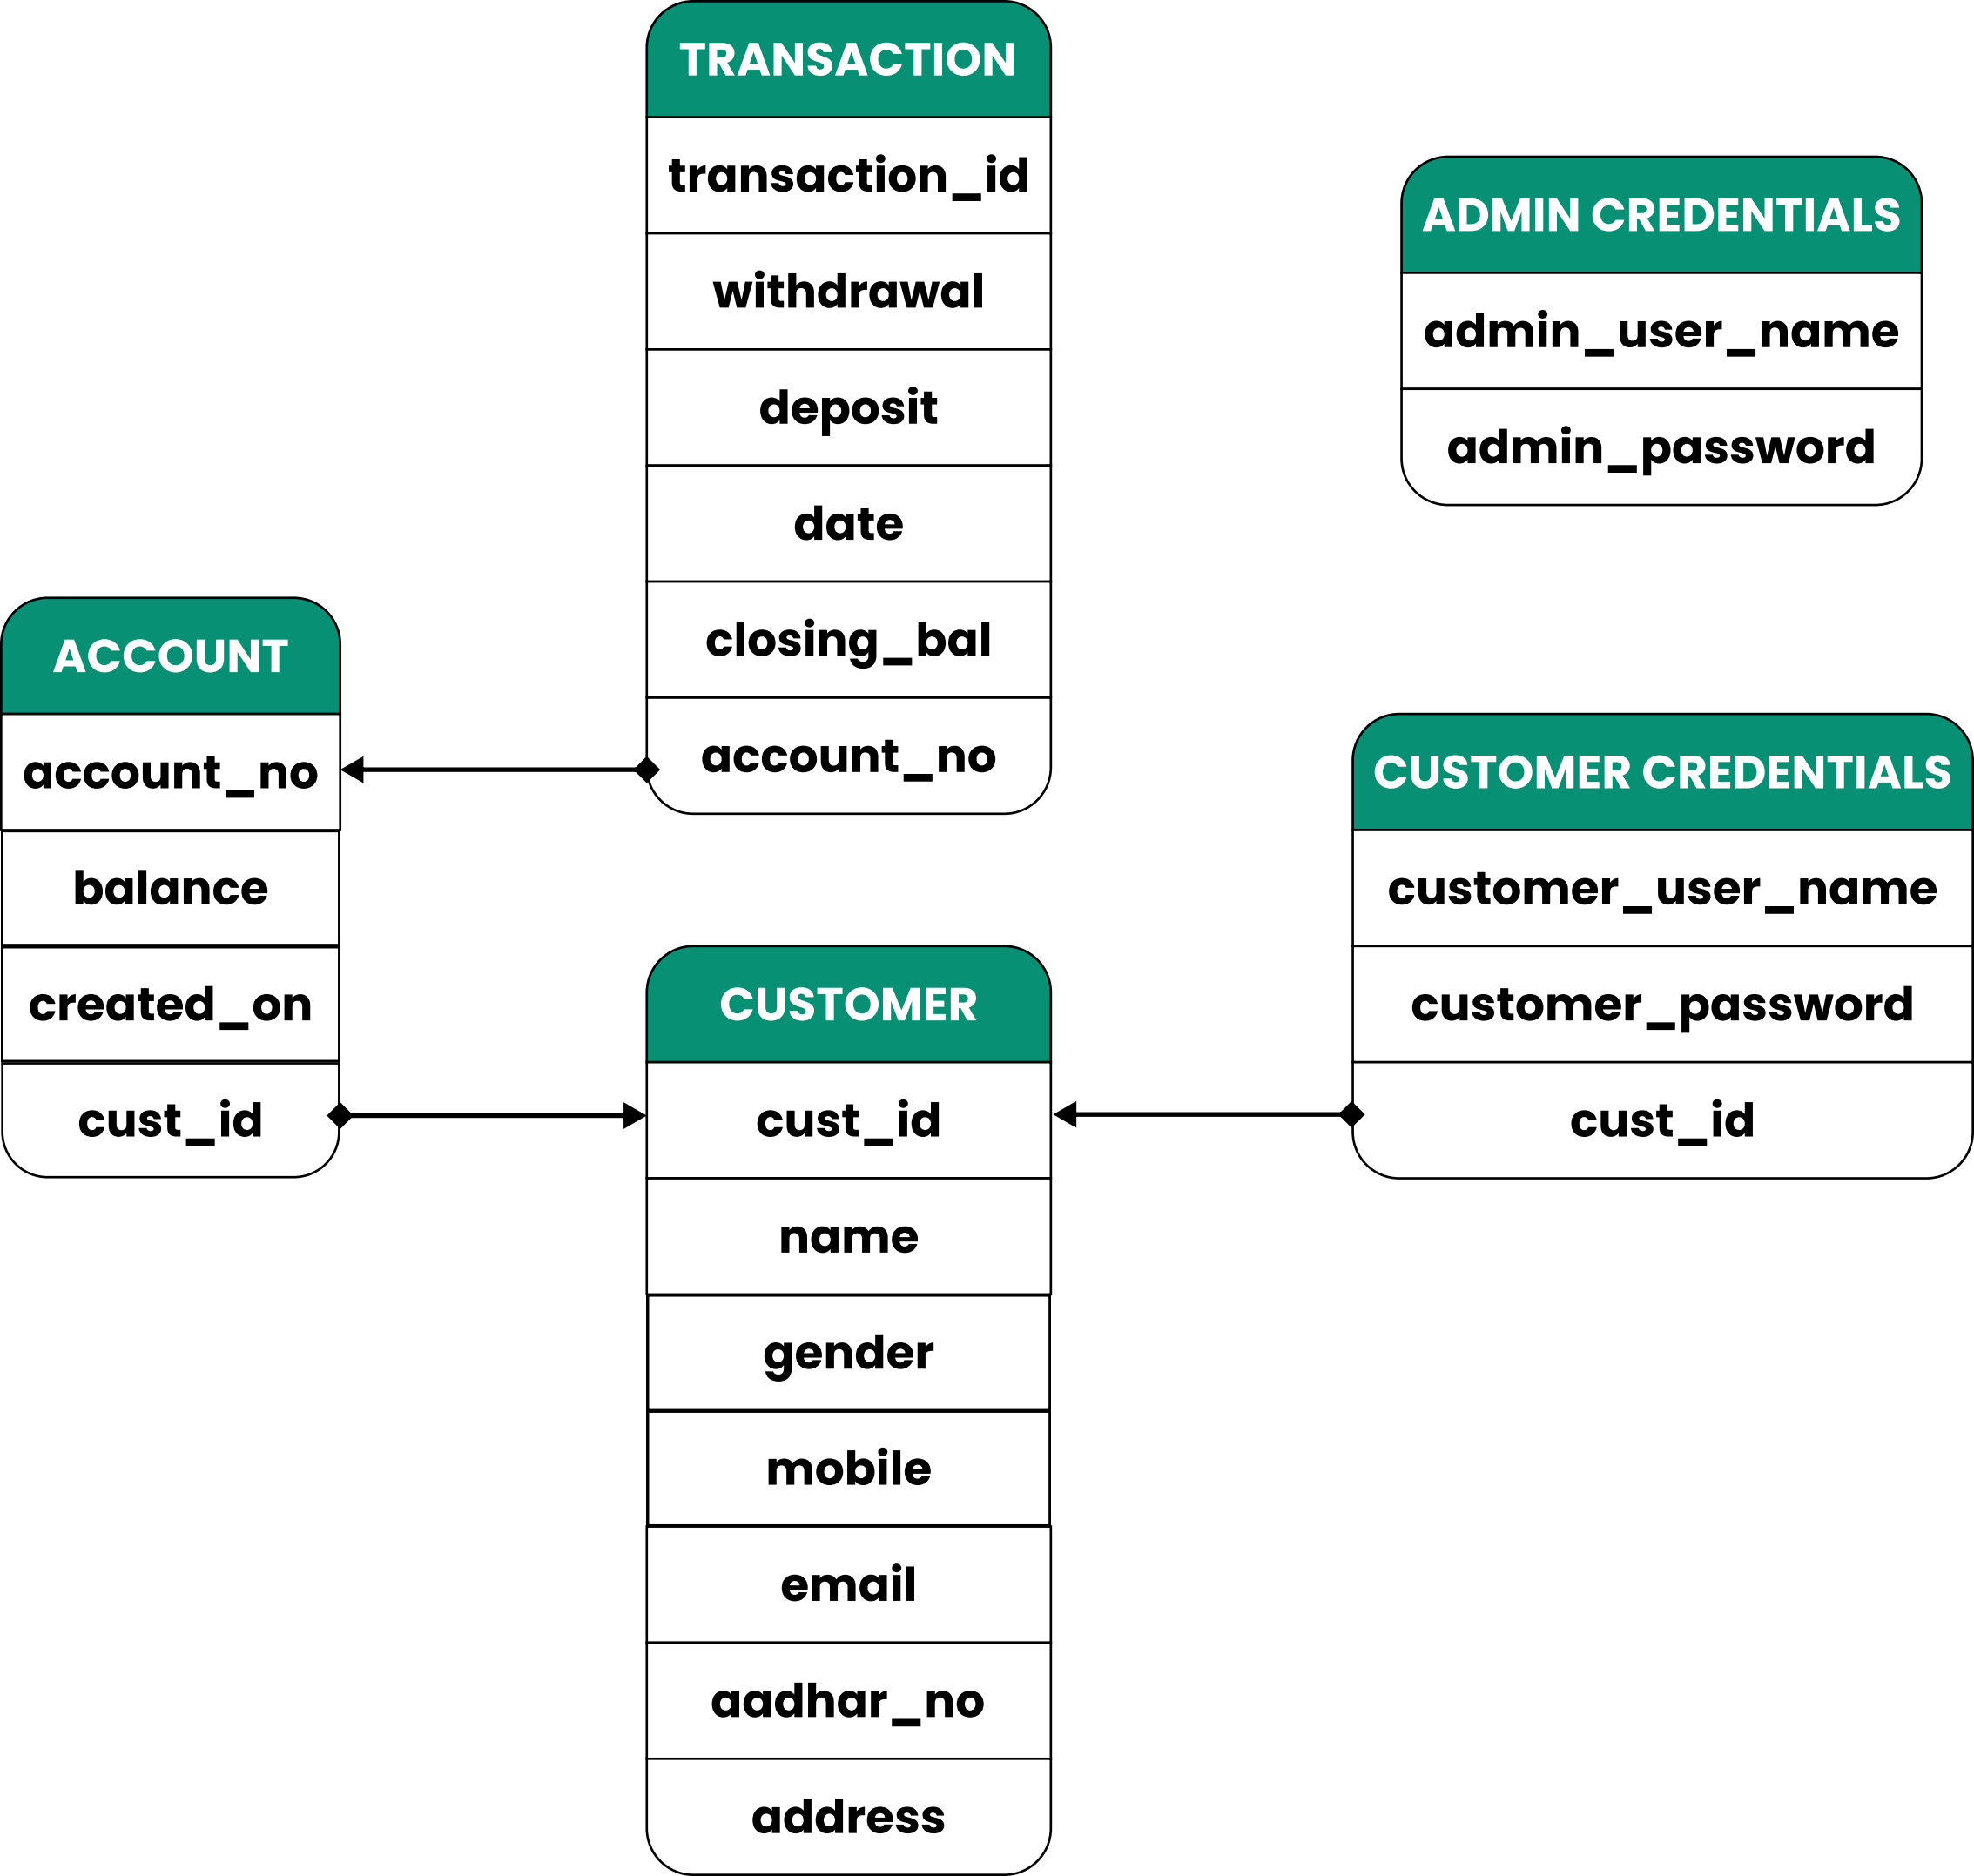 TRANSACTION
transaction_id
withdrawal
deposit
date
closing_bal
account_no
ADMIN CREDENTIALS
admin_user_name
admin_password
ACCOUNT
account_no
balance
created_on
cust_id
CUSTOMER CREDENTIALS
customer_user_name
customer_password
cust_id
CUSTOMER
cust_id
name
gender
mobile
email
aadhar_no
address